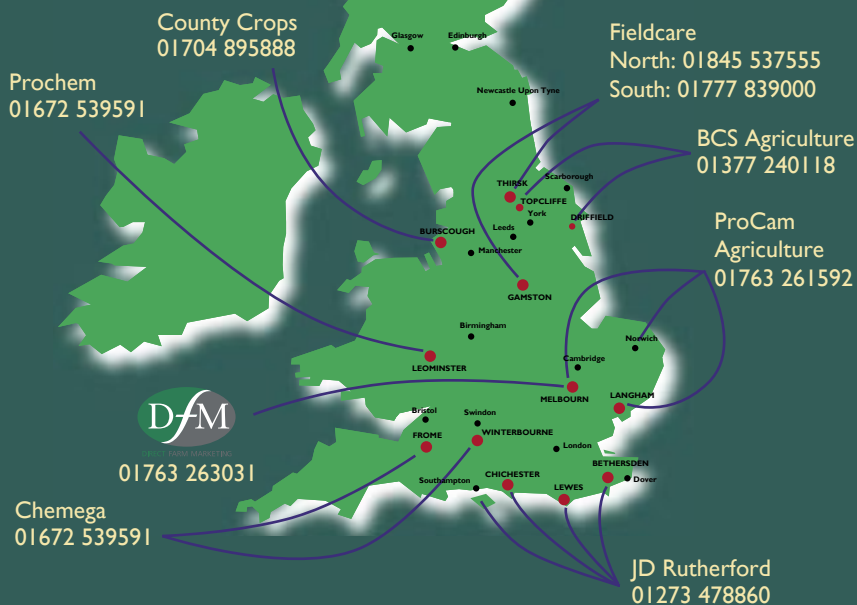 County Crops
01704 895888
Prochem
01672 539591
Fieldcare
North: 01845 537555
South: 01777 839000
BCS Agriculture
01377 240118
ProCam
Agriculture
01763 261592
Glasgow
Edinburgh
Newcastle Upon Tyne
Scarborough
THIRSK
TOPCLIFFE
York
DRIFFIELD
Leeds
BURSCOUGH
Manchester
GAMSTON
Birmingham
LEOMINSTER
Norwich
Cambridge
MELBOURN
LANGHAM
Bristol
Swindon
FROME
WINTERBOURNE
London
BETHERSDEN
Dover
Southampton
CHICHESTER
LEWES
DfM
DIRECT FARM MARKETING
01763 263031
Chemega
01672 539591
JD Rutherford
01273 478860